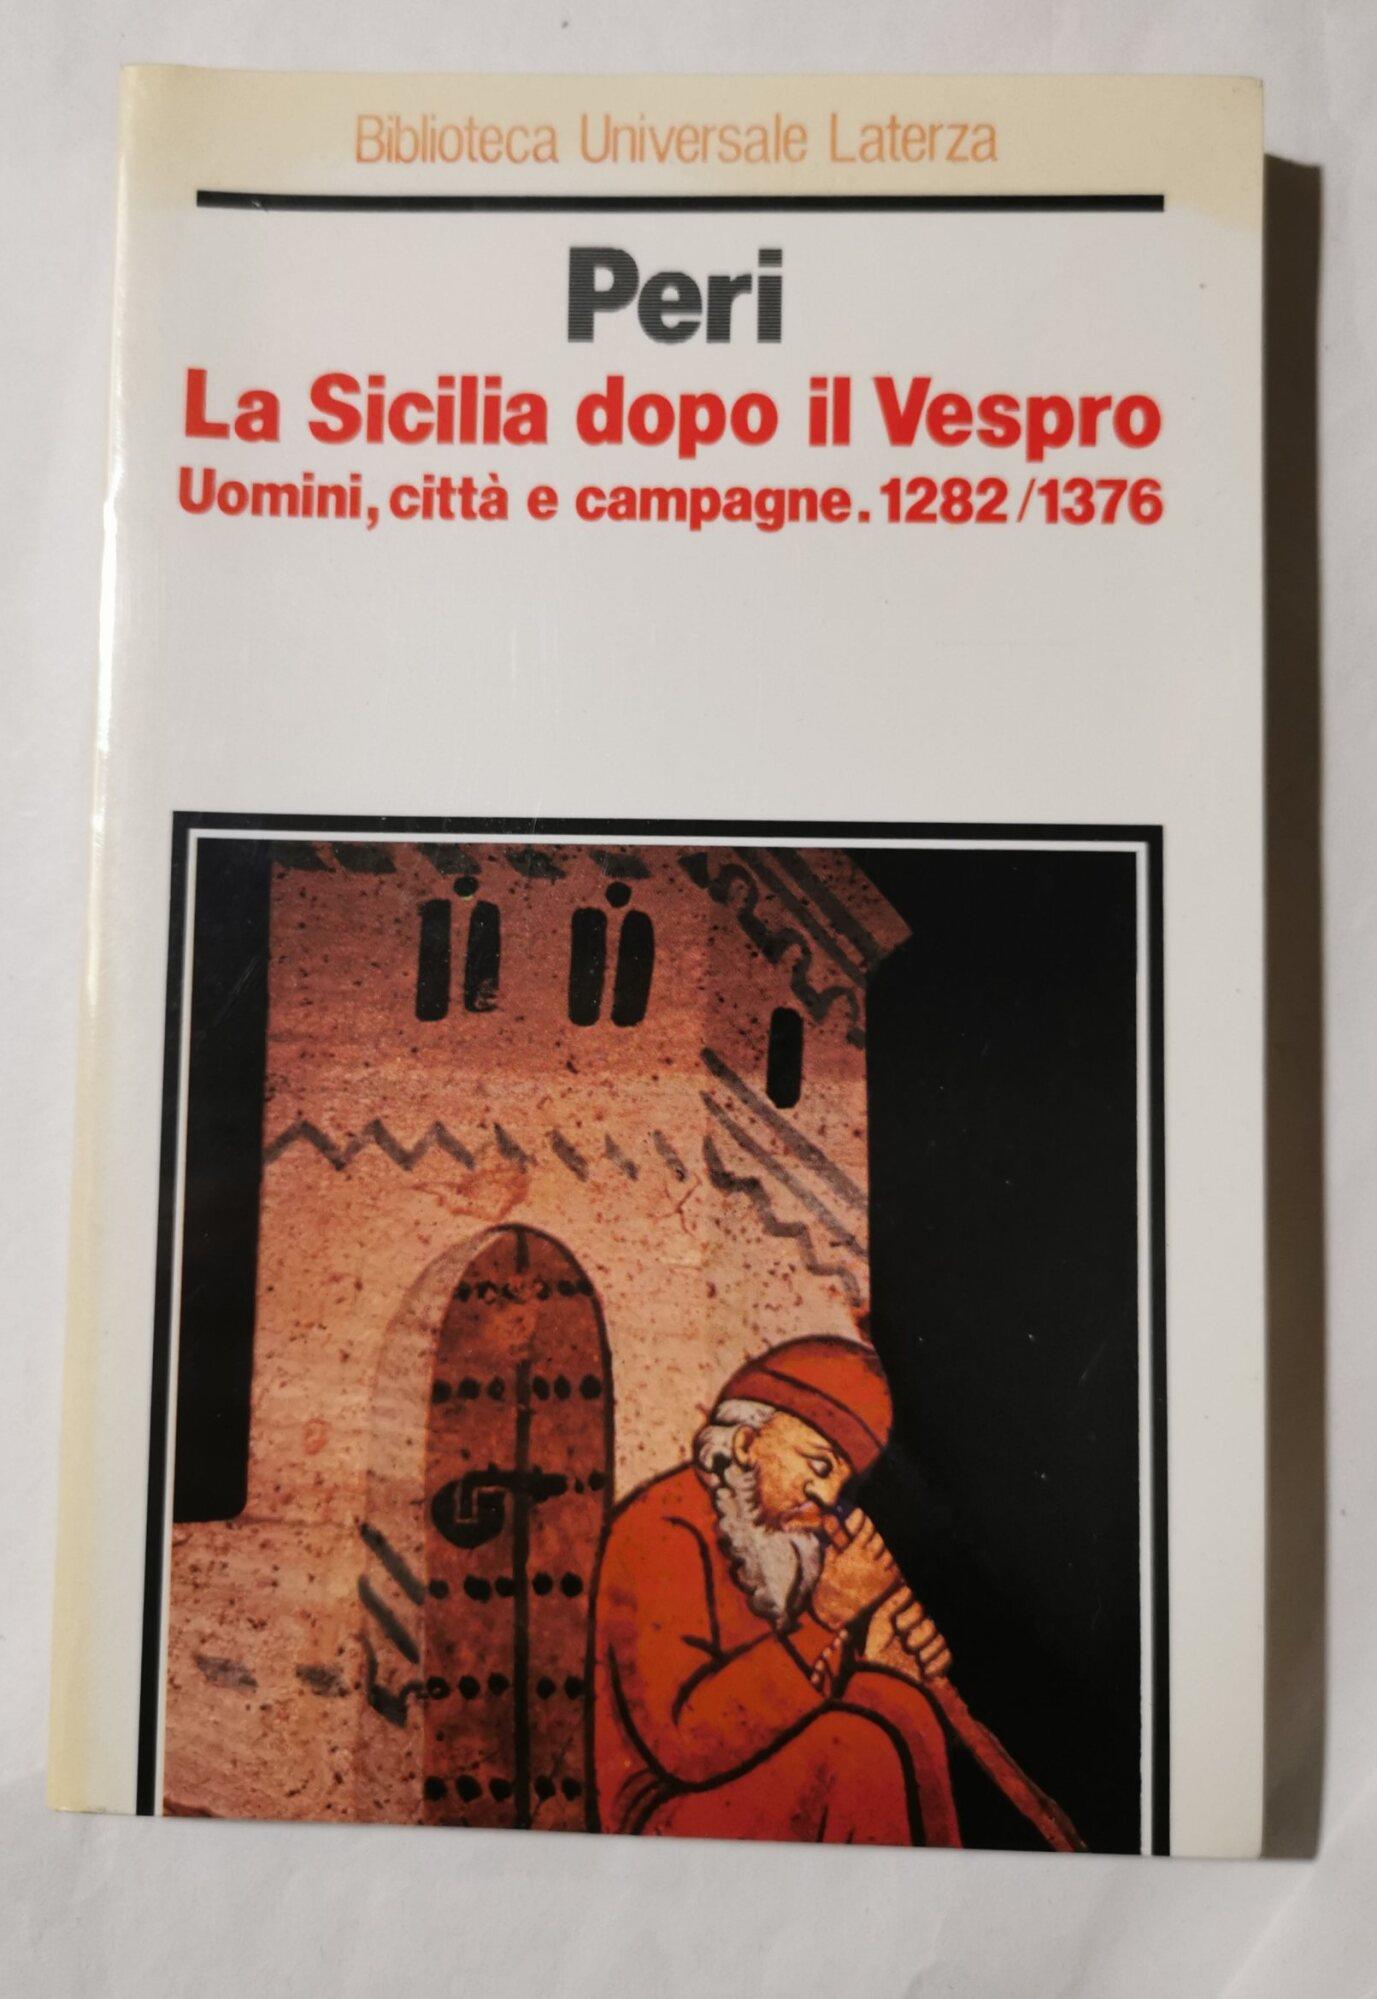 Biblioteca Universale Laterza
Peri
La Sicilia dopo il Vespro
Uomini, città e campagne. 1282/1376